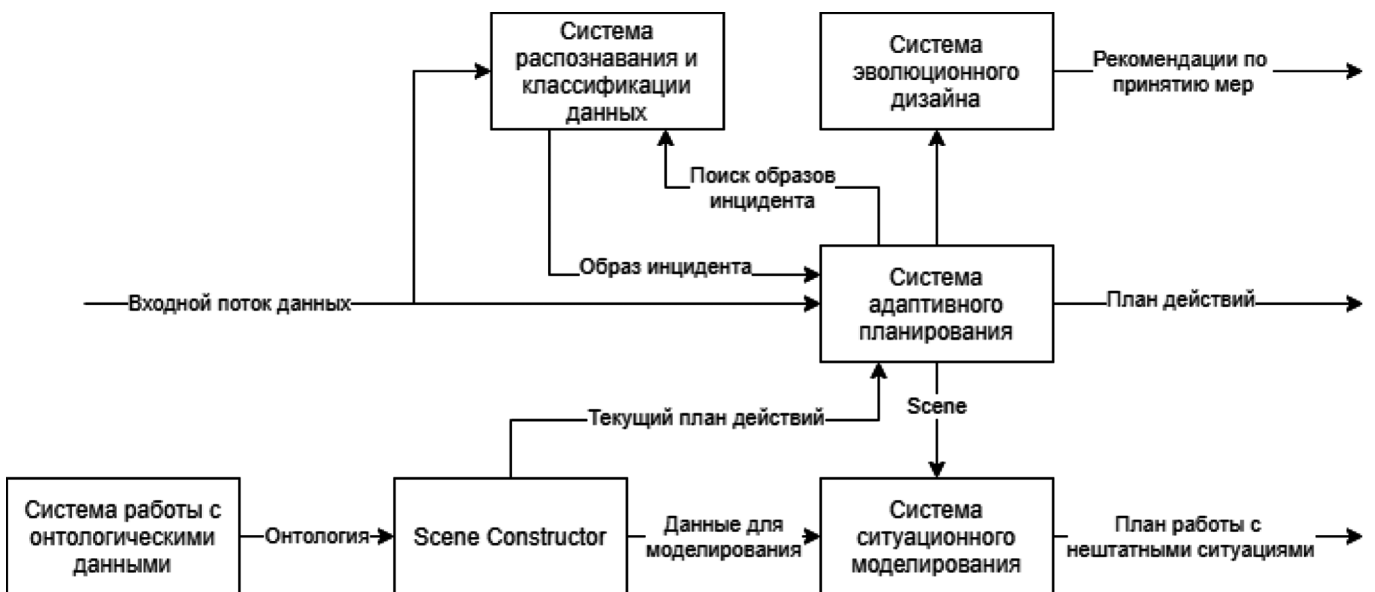 Система
распознавания и
классификации
данных
Система
эволюционного
дизайна
Рекомендации по
принятию мер
Поиск образов
инцидента
Образ инцидента
Входной поток данных
Система
адаптивного
планирования
План действий
Текущий план действий
Scene
Система работы с
онтологическими
данными
Онтология
Scene Constructor
Данные для
моделирования
Система
ситуационного
моделирования
План работы с
нештатными ситуациями